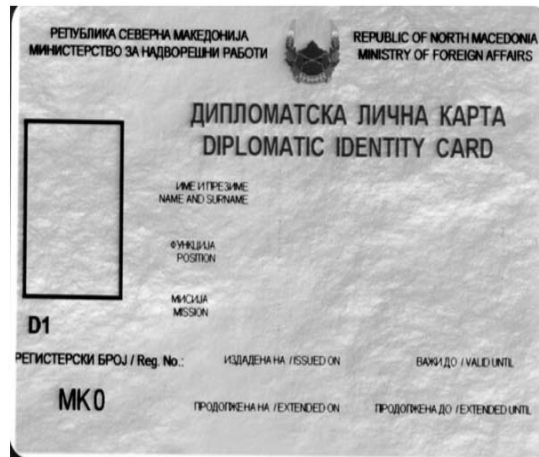 РЕПУБЛИКА СЕВЕРНА МАКЕДОНИЈА
МИНИСТЕРСТВО ЗА НАДВОРЕШНИ РАБОТИ
REPUBLIC OF NORTH MACEDONIA
MINISTRY OF FOREIGN AFFAIRS
ДИПЛОМАТСКА ЛИЧНА КАРТА
DIPLOMATIC IDENTITY CARD
ИМЕ И ПРЕЗИМЕ
NAME AND SURNAME
ФУНКЦИЈА
POSITION
МИСИЈА
MISSION
D1
РЕГИСТЕРСКИ БРОЈ / Reg. No.:
ИЗДАДЕНА НА / ISSUED ON
ВАЖИ ДО / VALID UNTIL
MK 0
ПРОДОЛЖЕНА НА / EXTENDED ON
ПРОДОЛЖЕНА ДО / EXTENDED UNTIL